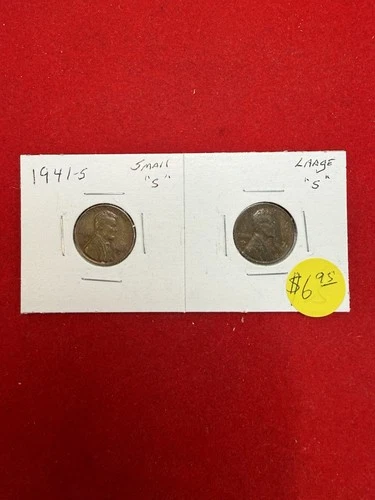 1941-S
Small
"S"
Large
"S"
$6.95